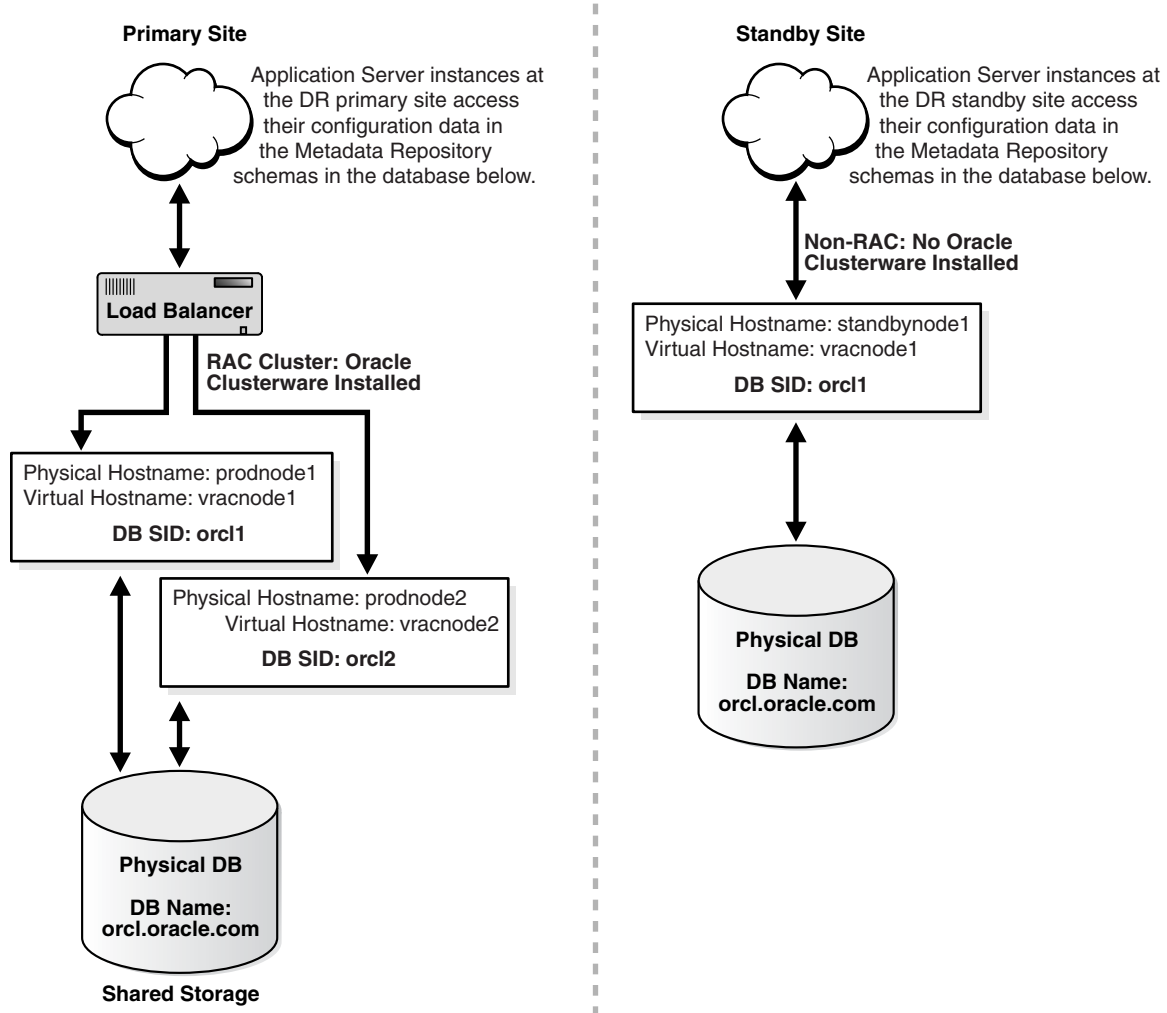 Primary Site
Application Server instances at
the DR primary site access
their configuration data in
the Metadata Repository
schemas in the database below.
Load Balancer
RAC Cluster: Oracle
Clusterware Installed
Physical Hostname: prodnode1
Virtual Hostname: vracnode1
DB SID: orcl1
Physical Hostname: prodnode2
Virtual Hostname: vracnode2
DB SID: orcl2
Physical DB
DB Name:
orcl.oracle.com
Shared Storage
Standby Site
Application Server instances at
the DR standby site access
their configuration data in
the Metadata Repository
schemas in the database below.
Non-RAC: No Oracle
Clusterware Installed
Physical Hostname: standbynode1
Virtual Hostname: vracnode1
DB SID: orcl1
Physical DB
DB Name:
orcl.oracle.com